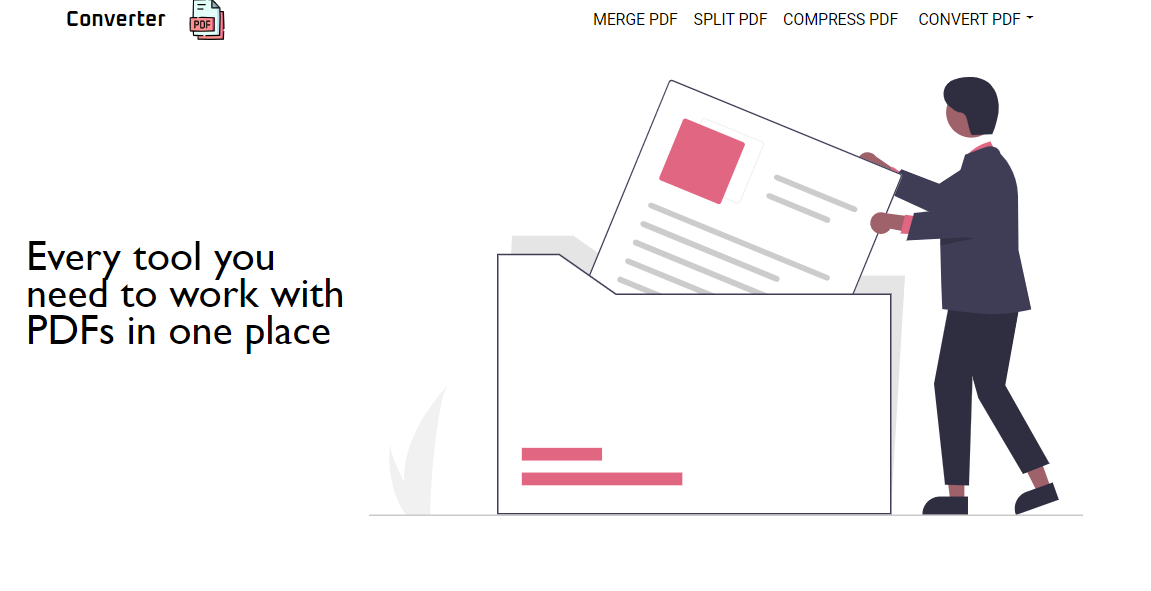 Converter
PDF
MERGE PDF SPLIT PDF COMPRESS PDF CONVERT PDF
Every tool you
need to work with
PDFs in one place